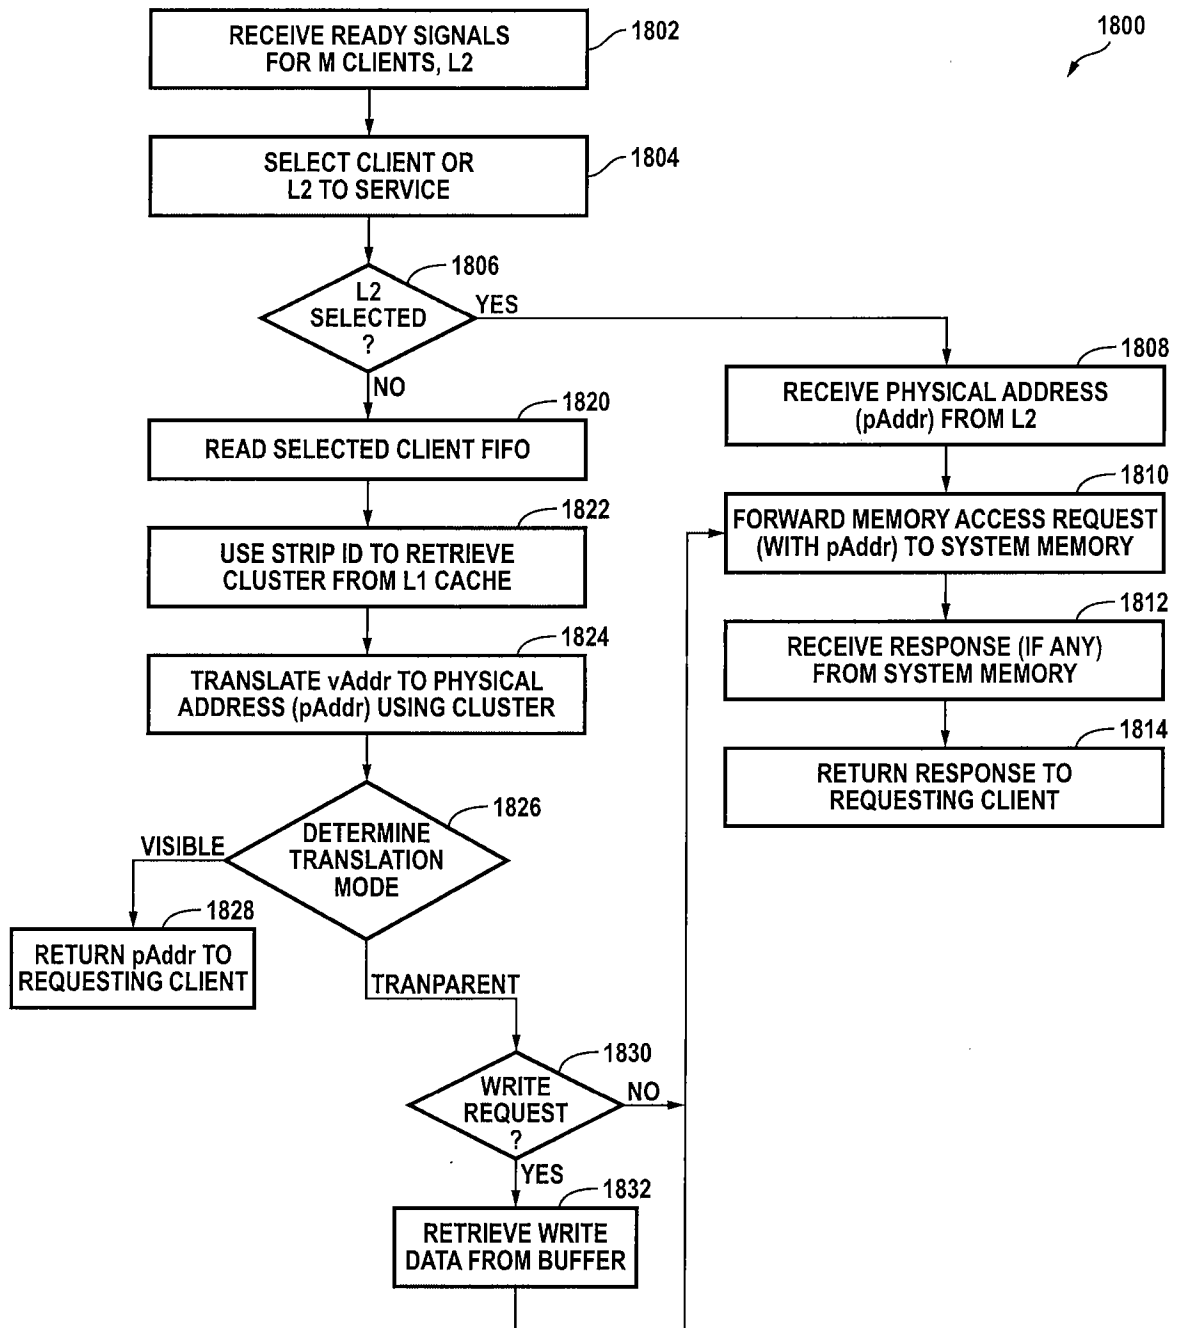 1800
RECEIVE READY SIGNALS
FOR M CLIENTS, L2
1802
SELECT CLIENT OR
L2 TO SERVICE
1804
L2
SELECTED
?
1806
YES
NO
RECEIVE PHYSICAL ADDRESS
(pAddr) FROM L2
1808
FORWARD MEMORY ACCESS REQUEST
(WITH pAddr) TO SYSTEM MEMORY
1810
RECEIVE RESPONSE (IF ANY)
FROM SYSTEM MEMORY
1812
RETURN RESPONSE TO
REQUESTING CLIENT
1814
READ SELECTED CLIENT FIFO
1820
USE STRIP ID TO RETRIEVE
CLUSTER FROM L1 CACHE
1822
TRANSLATE vAddr TO PHYSICAL
ADDRESS (pAddr) USING CLUSTER
1824
DETERMINE
TRANSLATION
MODE
1826
VISIBLE
RETURN pAddr TO
REQUESTING CLIENT
1828
TRANPARENT
WRITE
REQUEST
?
1830
NO
YES
RETRIEVE WRITE
DATA FROM BUFFER
1832